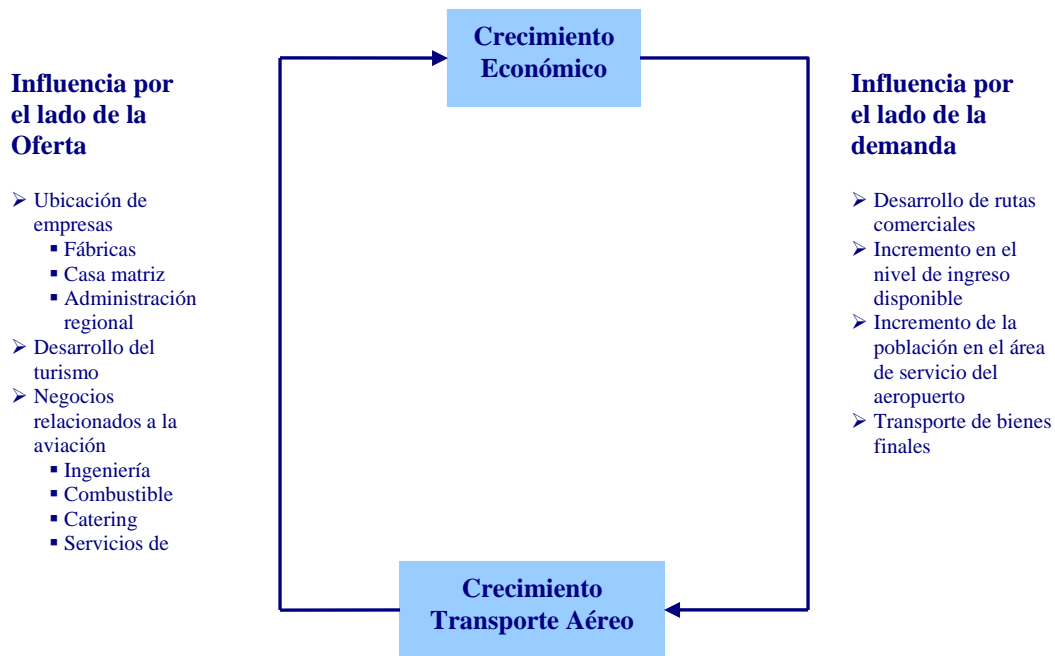 Crecimiento
Económico
Influencia por
el lado de la
Oferta
➢ Ubicación de
empresas
▪ Fábricas
▪ Casa matriz
▪ Administración
regional
➢ Desarrollo del
turismo
➢ Negocios
relacionados a la
aviación
▪ Ingeniería
▪ Combustible
▪ Catering
▪ Servicios de
Influencia por
el lado de la
demanda
➢ Desarrollo de rutas
comerciales
➢ Incremento en el
nivel de ingreso
disponible
➢ Incremento de la
población en el área
de servicio del
aeropuerto
➢ Transporte de bienes
finales
Crecimiento
Transporte Aéreo